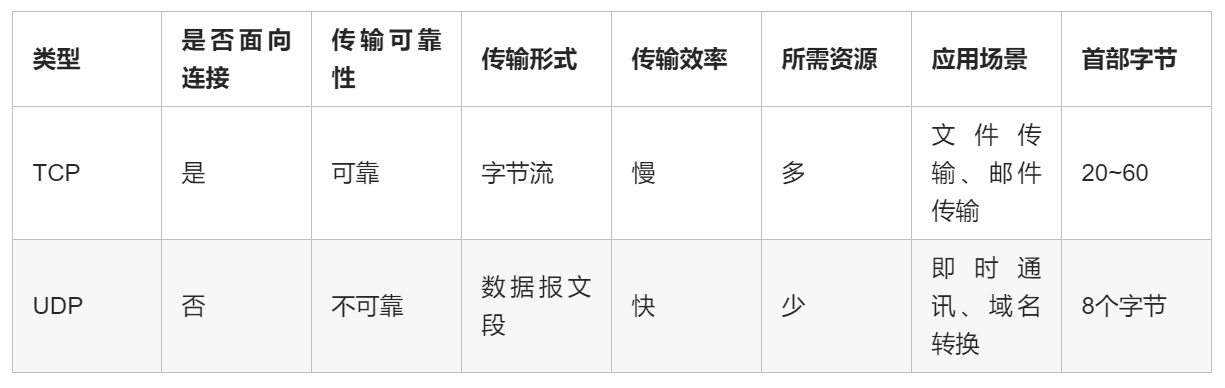 类型
是否面向
连接
传输可靠
性
传输形式
传输效率
所需资源
应用场景
首部字节
TCP
是
可靠
字节流
慢
多
文件传
输、邮件
传输
20~60
UDP
否
不可靠
数据报文
段
快
少
即时通
讯、域名
转换
8个字节